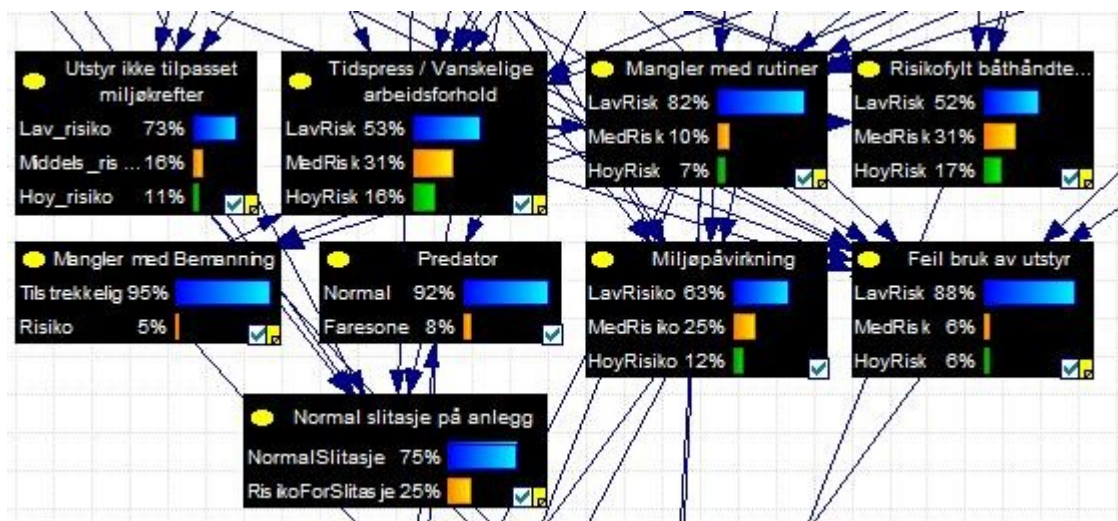 Utstyr ikke tilpasset
miljøkrefter
Lav_risiko 73%
Middels_ris ... 16%
Hoy_risiko 11%
Tidspress / Vanskelige
arbeidsforhold
LavRisk 53%
MedRisk 31%
HoyRisk 16%
Mangler med rutiner
LavRisk 82%
MedRisk 10%
HoyRisk 7%
Risikofylt båthåndte...
LavRisk 52%
MedRisk 31%
HoyRisk 17%
Mangler med Bemanning
Tilstrekkelig 95%
Risiko 5%
Predator
Normal 92%
Faresone 8%
Miljøpåvirkning
LavRisiko 63%
MedRisiko 25%
HoyRisiko 12%
Feil bruk av utstyr
LavRisk 88%
MedRisk 6%
HoyRisk 6%
Normal slitasje på anlegg
NormalSlitasje 75%
RisikoForSlitasje 25%